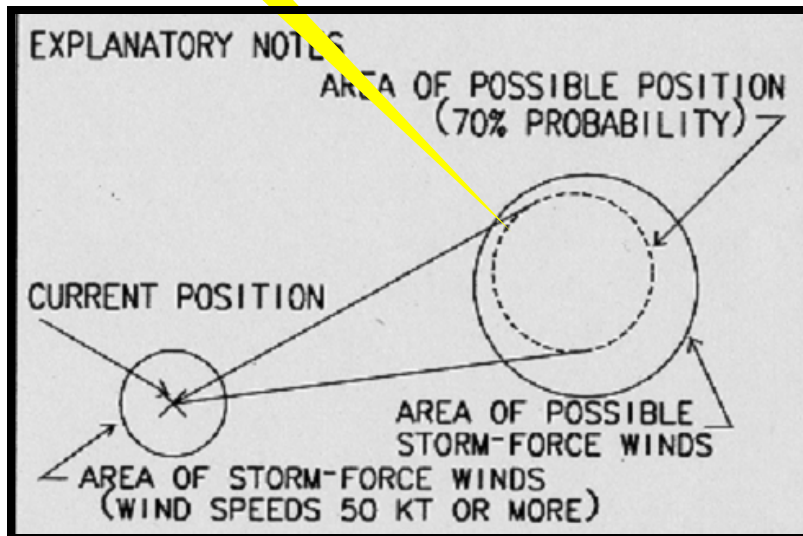 EXPLANATORY NOTES
AREA OF POSSIBLE POSITION
(70% PROBABILITY)
CURRENT POSITION
AREA OF POSSIBLE
STORM-FORCE WINDS
AREA OF STORM-FORCE WINDS
(WIND SPEEDS 50 KT OR MORE)